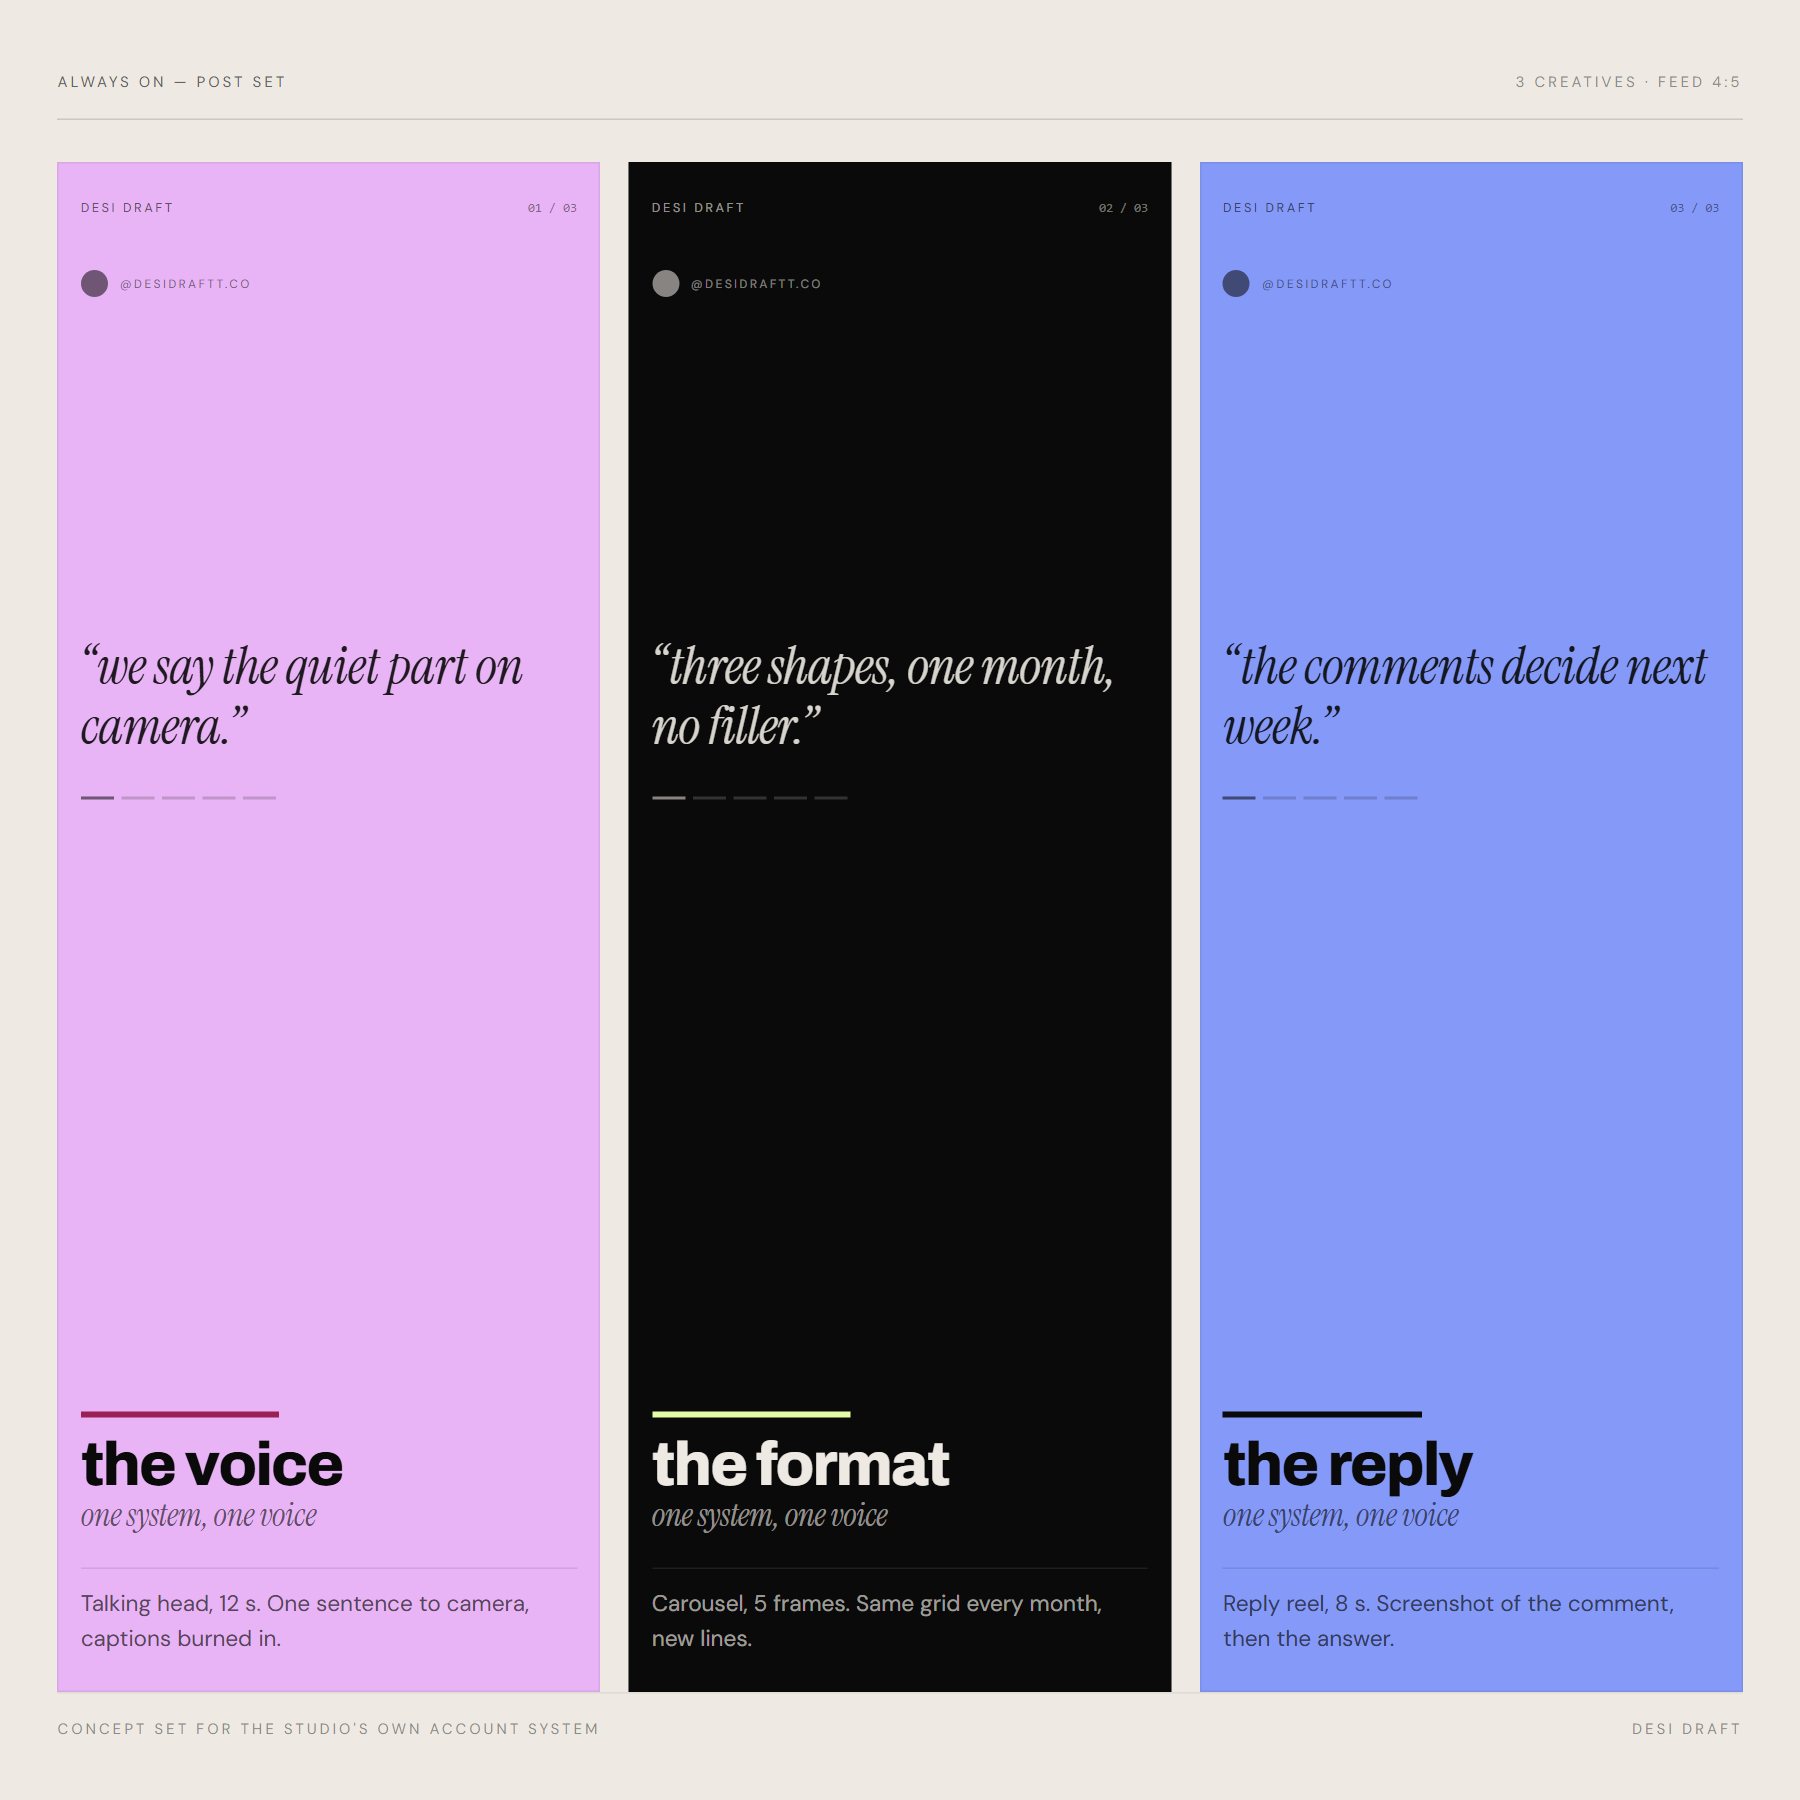 ALWAYS ON — POST SET
3 CREATIVES · FEED 4:5
DESI DRAFT
01 / 03
@DESIDRAFTT.CO
“we say the quiet part on
camera.”
the voice
one system, one voice
Talking head, 12 s. One sentence to camera,
captions burned in.
DESI DRAFT
02 / 03
@DESIDRAFTT.CO
“three shapes, one month,
no filler.”
the format
one system, one voice
Carousel, 5 frames. Same grid every month,
new lines.
DESI DRAFT
03 / 03
@DESIDRAFTT.CO
“the comments decide next
week.”
the reply
one system, one voice
Reply reel, 8 s. Screenshot of the comment,
then the answer.
CONCEPT SET FOR THE STUDIO'S OWN ACCOUNT SYSTEM
DESI DRAFT